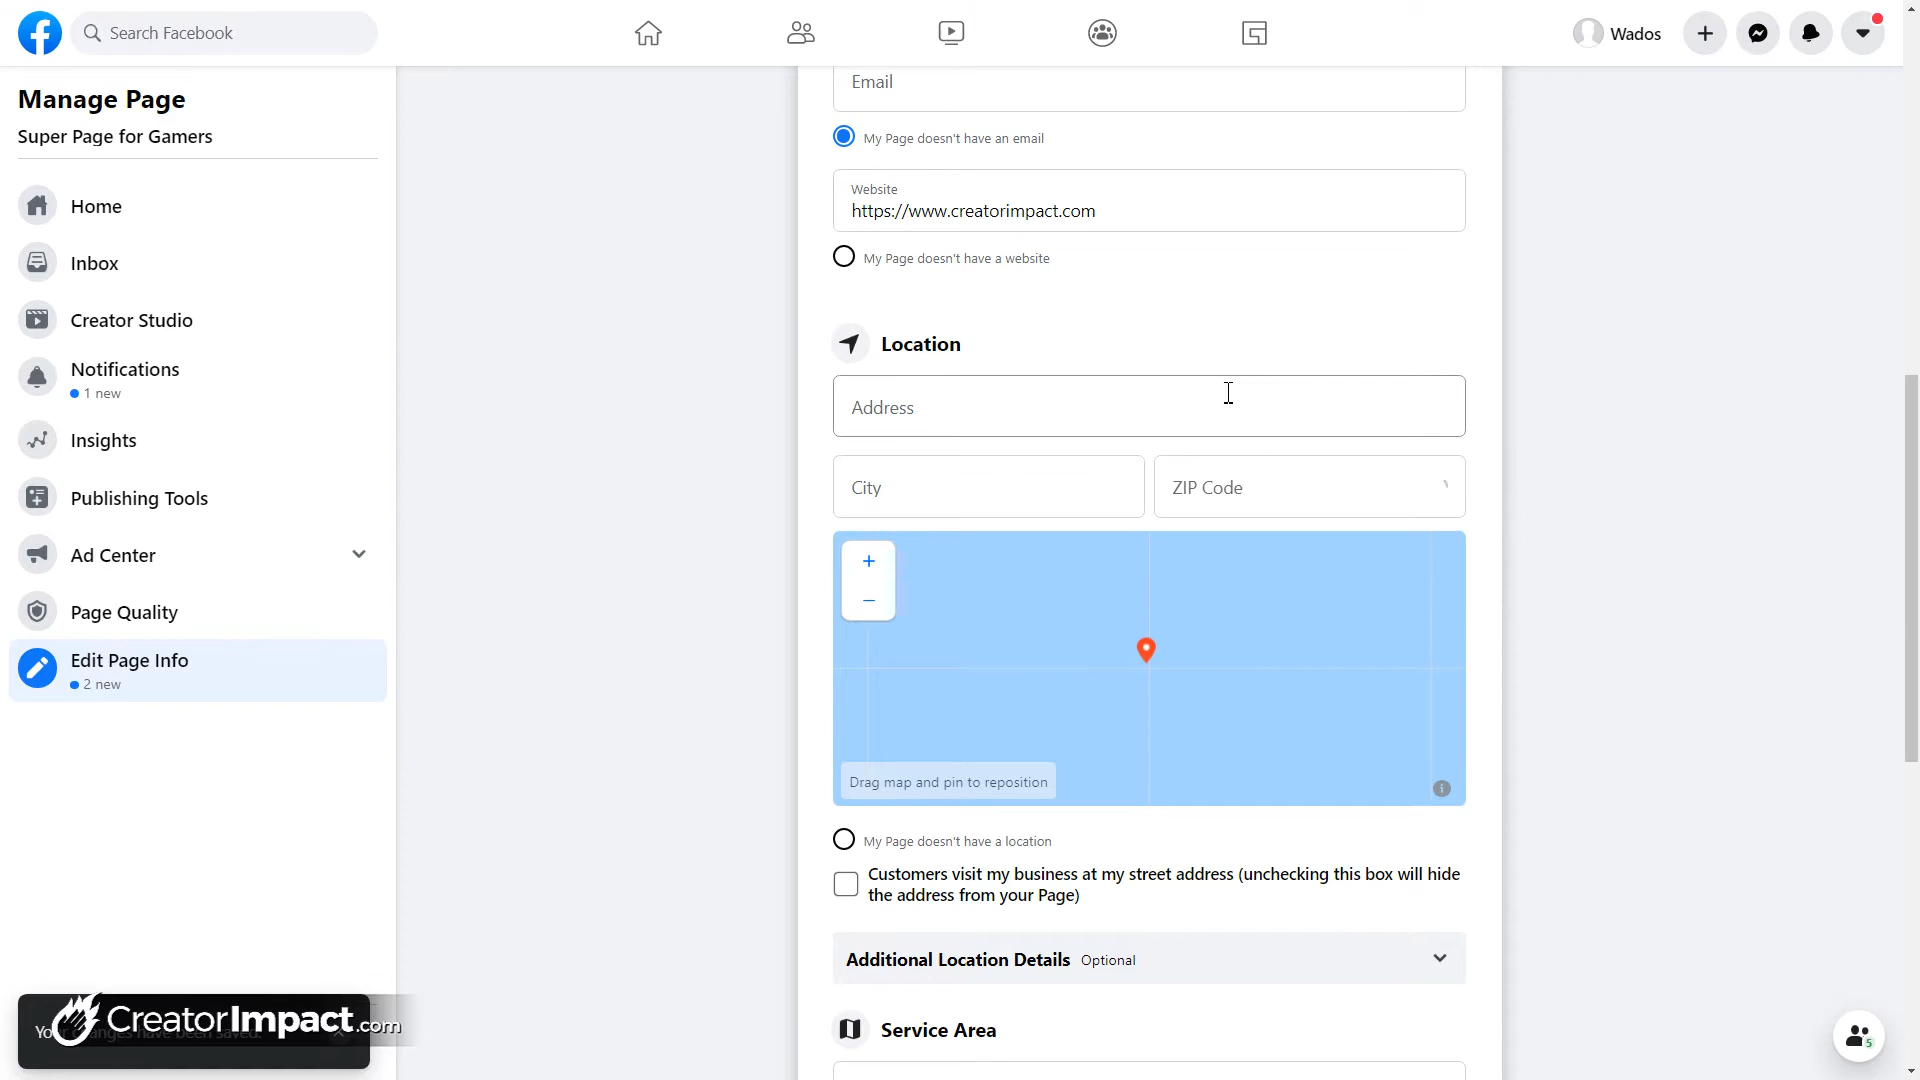 Search Facebook
Wados
Manage Page
Super Page for Gamers
Home
Inbox
Creator Studio
Notifications
1 new
Insights
Publishing Tools
Ad Center
Page Quality
Edit Page Info
2 new
Email
My Page doesn't have an email
Website
https://www.creatorimpact.com
My Page doesn't have a website
Location
Address
City
ZIP Code
+
−
Drag map and pin to reposition
i
My Page doesn't have a location
Customers visit my business at my street address (unchecking this box will hide
the address from your Page)
Additional Location Details Optional
Service Area
CreatorImpact.com
5